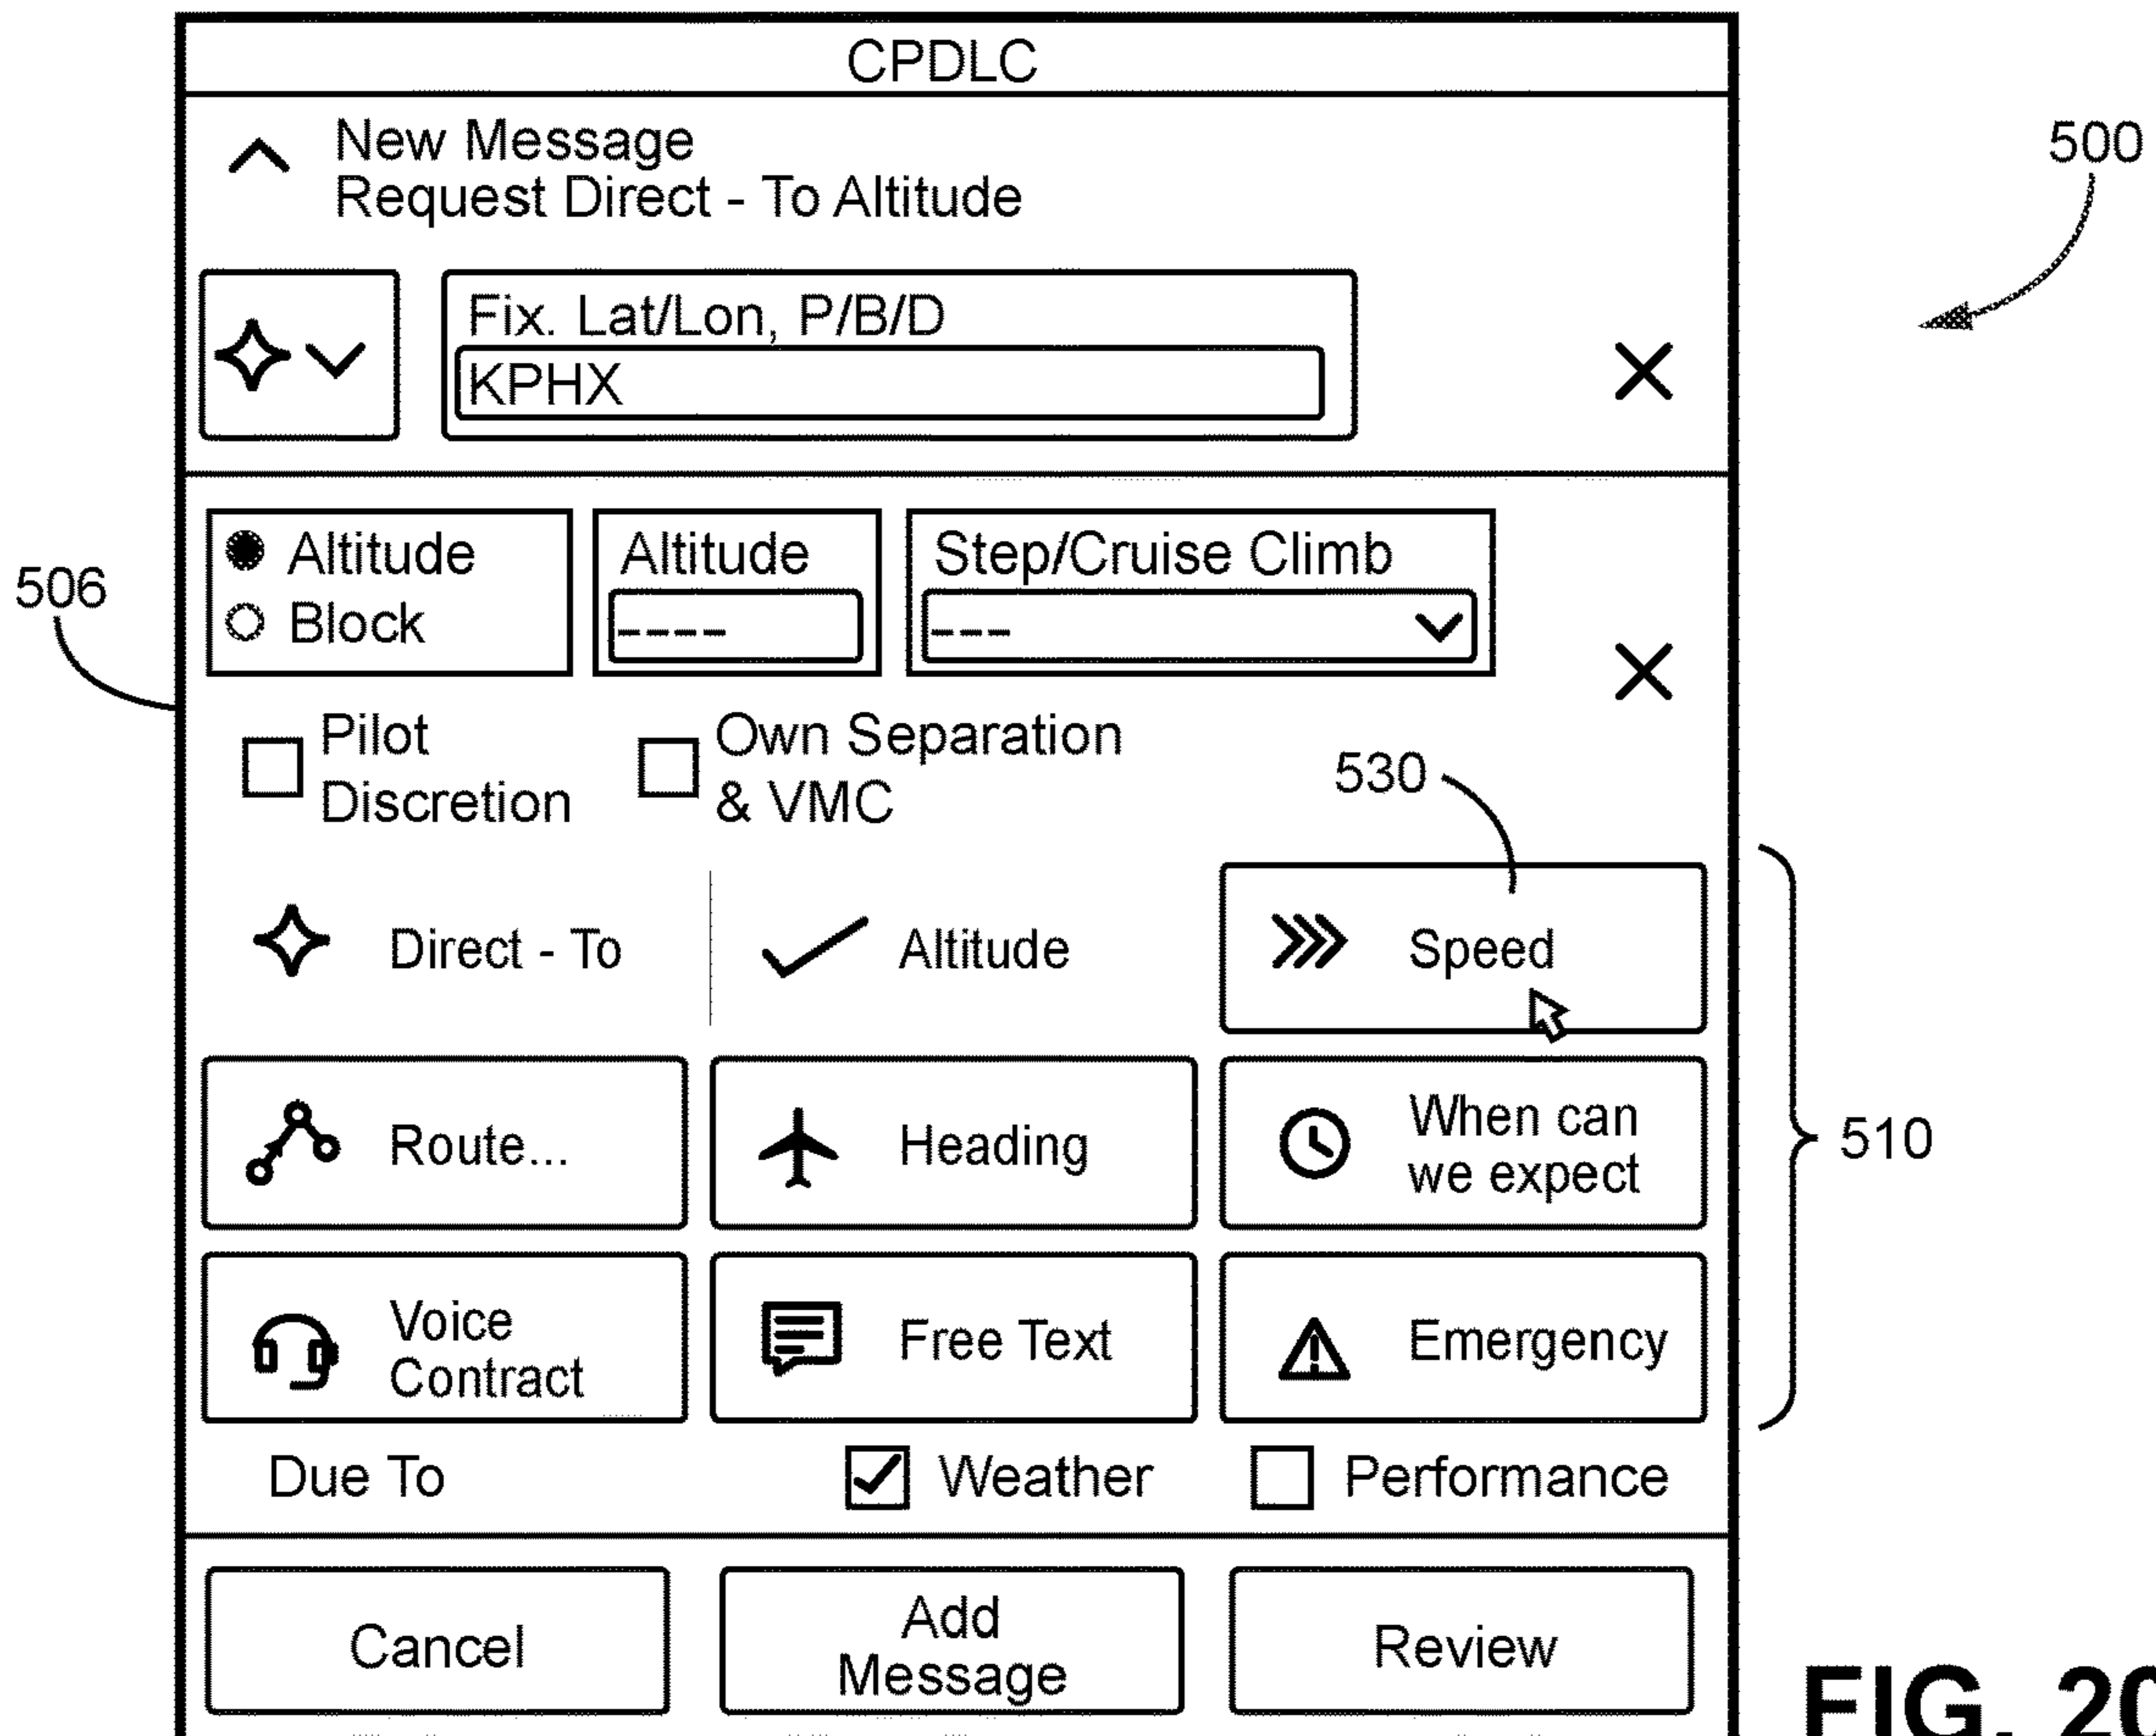 CPDLC
New Message
Request Direct - To Altitude
500
Fix. Lat/Lon, P/B/D
KPHX
Altitude
Block
Altitude
----
Step/Cruise Climb
---
506
Pilot
Discretion
Own Separation
& VMC
530
Direct - To
Altitude
Speed
Route...
Heading
When can
we expect
510
Voice
Contract
Free Text
Emergency
Due To
Weather
Performance
Cancel
Add
Message
Review
FIG. 20